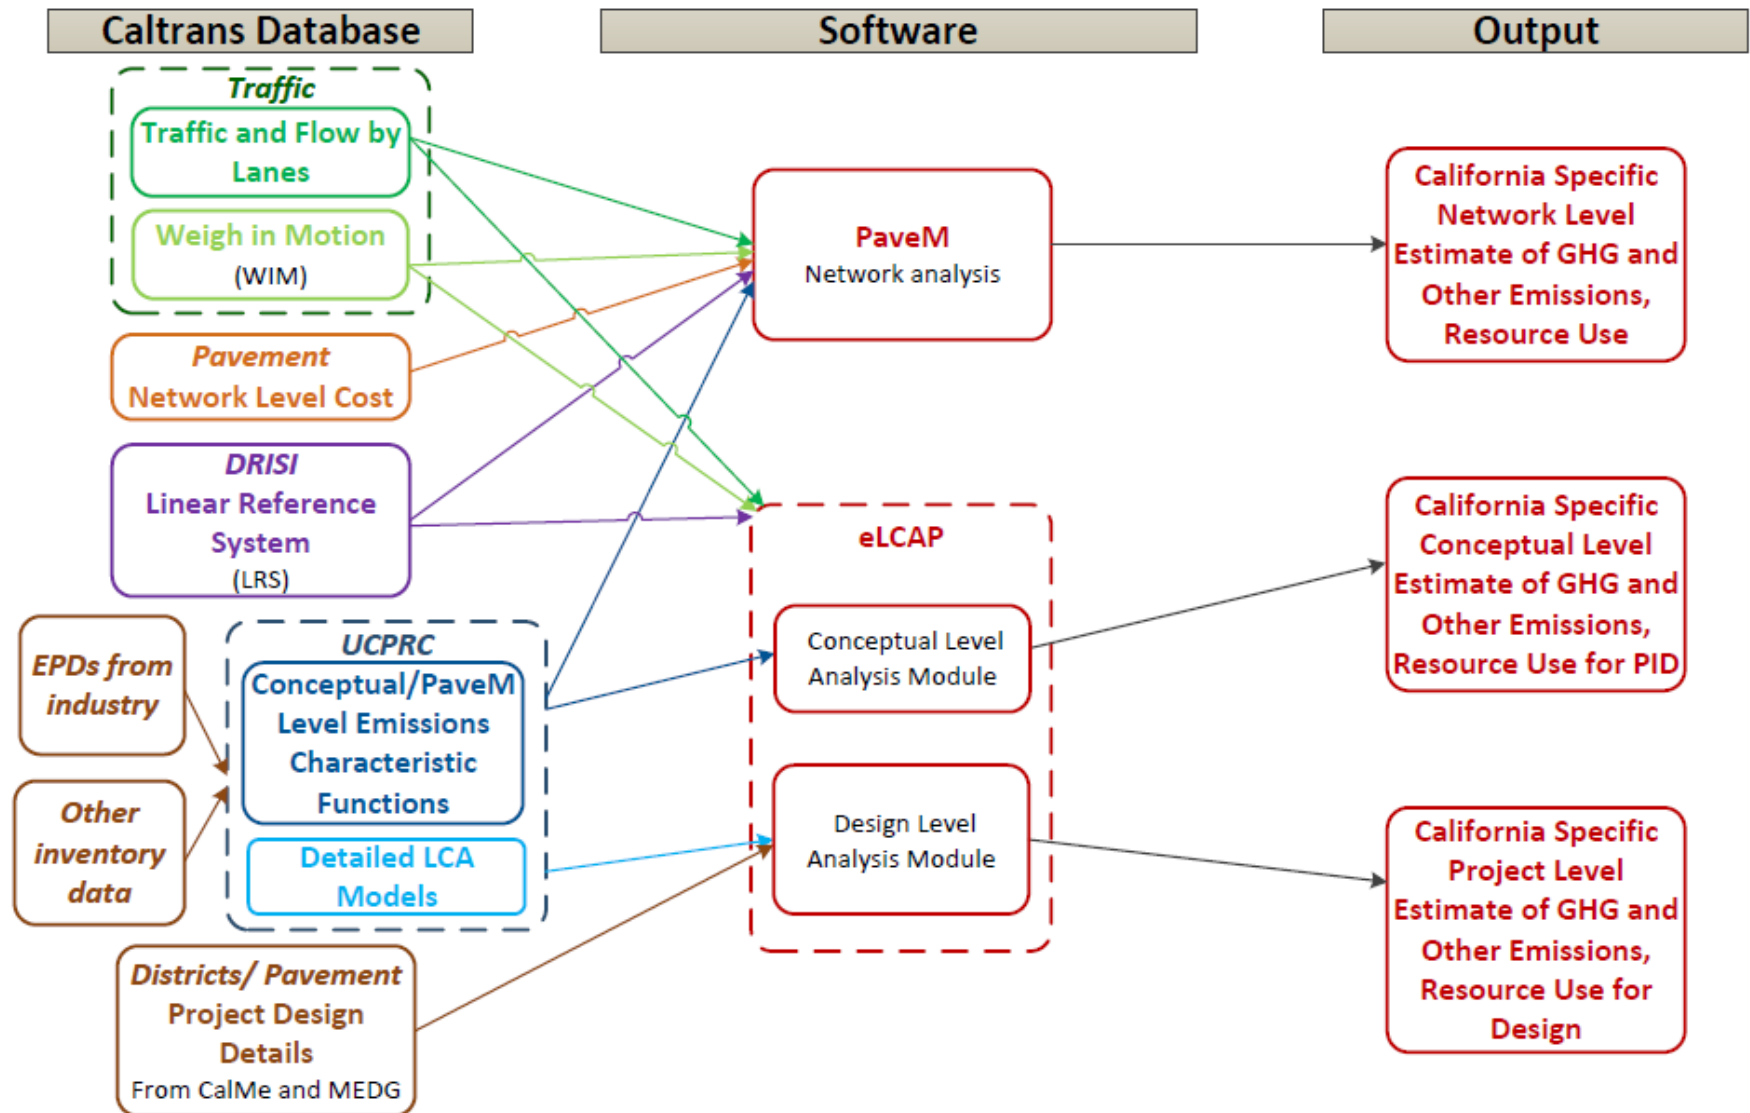 Caltrans Database
Software
Output
Traffic
Traffic and Flow by
Lanes
Weigh in Motion
(WIM)
Pavement
Network Level Cost
DRISI
Linear Reference
System
(LRS)
EPDs from
industry
Other
inventory
data
UCPRC
Conceptual/PaveM
Level Emissions
Characteristic
Functions
Detailed LCA
Models
Districts/ Pavement
Project Design
Details
From CalMe and MEDG
PaveM
Network analysis
eLCAP
Conceptual Level
Analysis Module
Design Level
Analysis Module
California Specific
Network Level
Estimate of GHG and
Other Emissions,
Resource Use
California Specific
Conceptual Level
Estimate of GHG and
Other Emissions,
Resource Use for PID
California Specific
Project Level
Estimate of GHG and
Other Emissions,
Resource Use for
Design